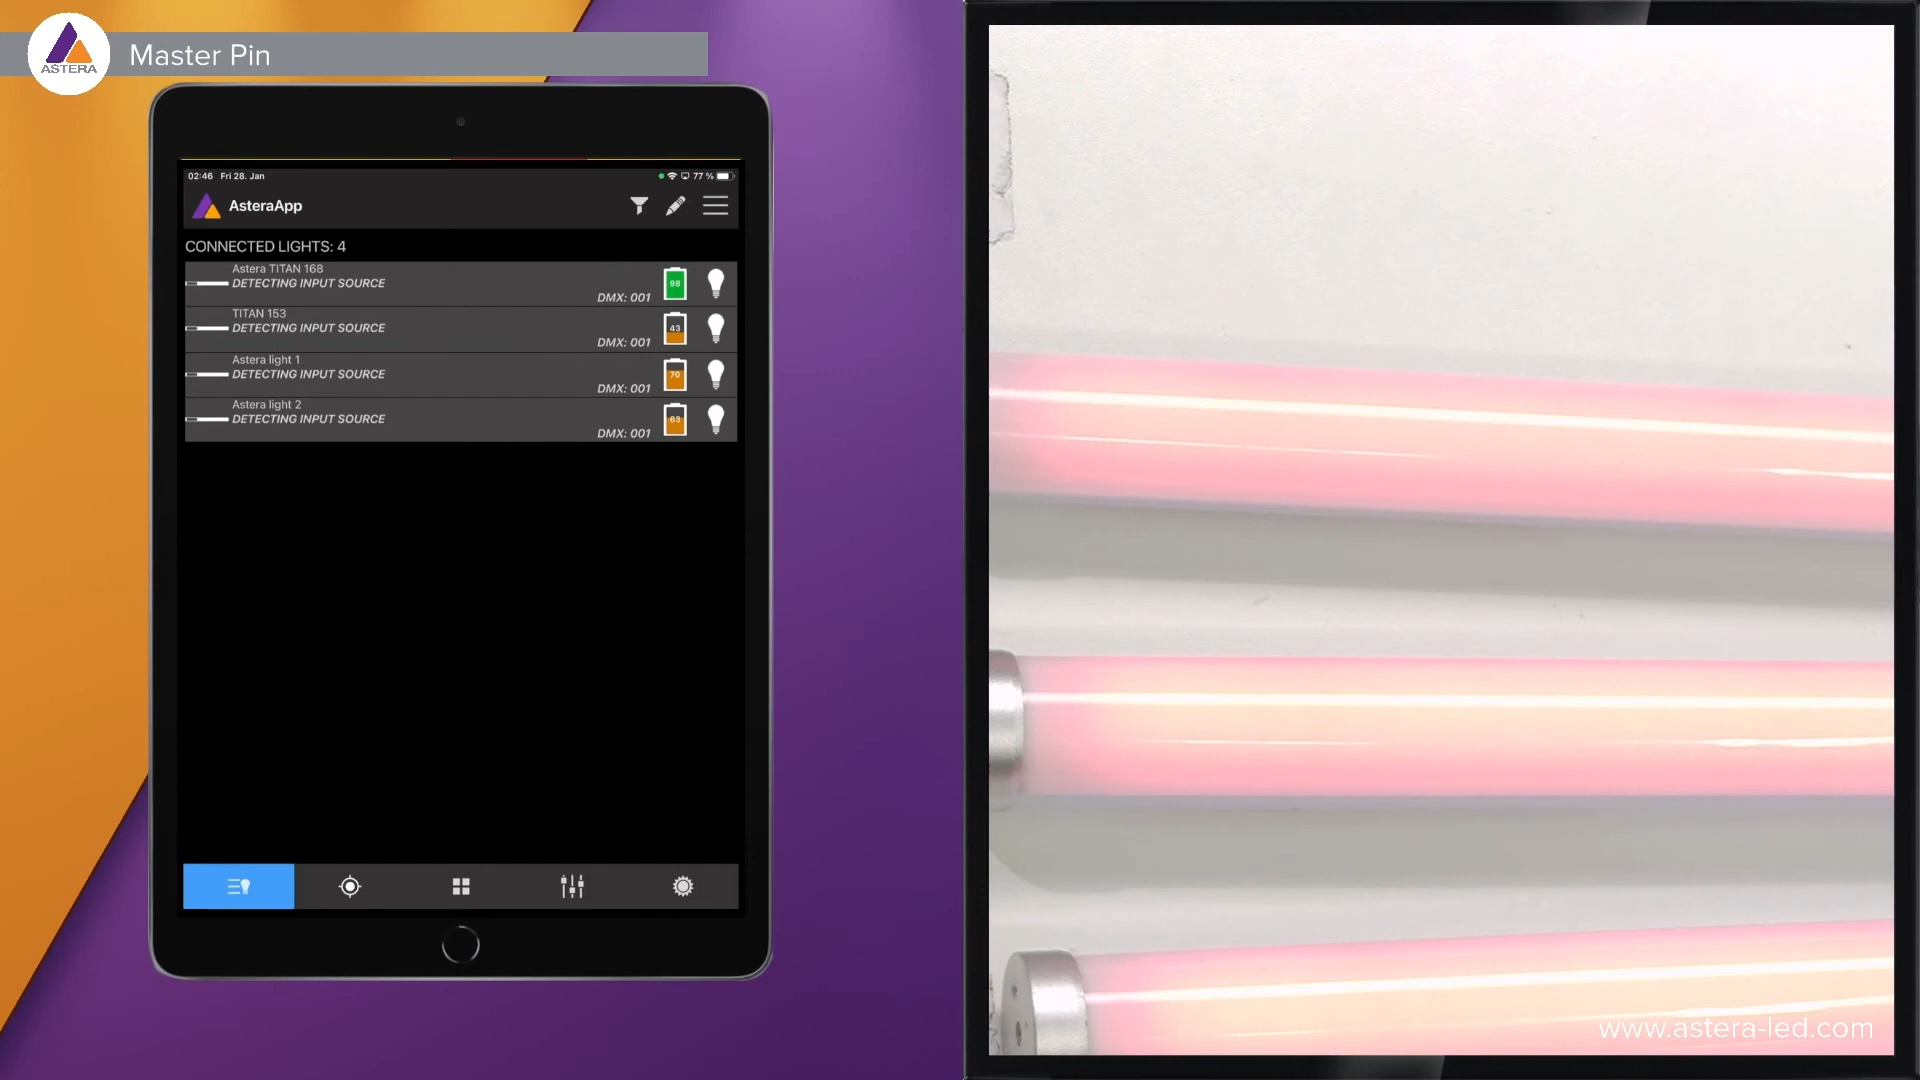 ASTERA
Master Pin
02:46 Fri 28. Jan
77 %
AsteraApp
CONNECTED LIGHTS: 4
Astera TITAN 168
DETECTING INPUT SOURCE
DMX: 001
98
TITAN 153
DETECTING INPUT SOURCE
DMX: 001
43
Astera light 1
DETECTING INPUT SOURCE
DMX: 001
70
Astera light 2
DETECTING INPUT SOURCE
DMX: 001
63
www.astera-led.com